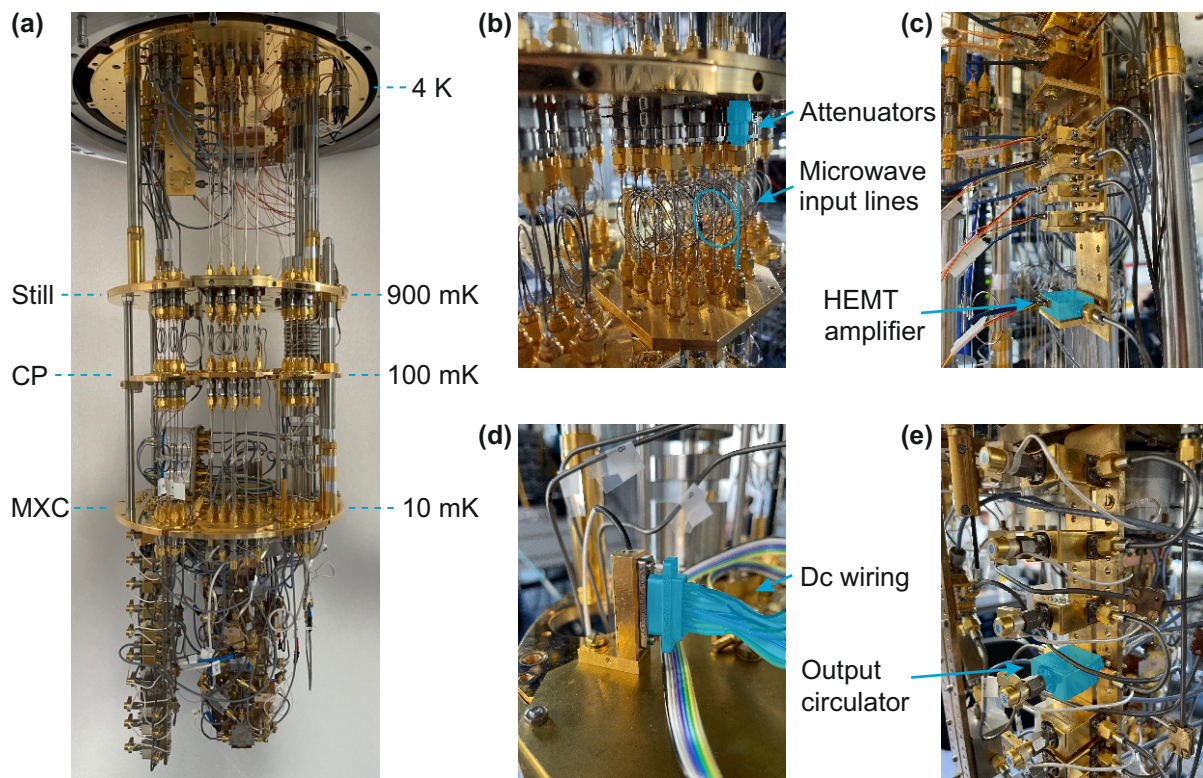 (a)
4 K
Still
900 mK
CP
100 mK
MXC
10 mK
(b)
Attenuators
Microwave
input lines
(c)
HEMT
amplifier
(d)
Dc wiring
(e)
Output
circulator